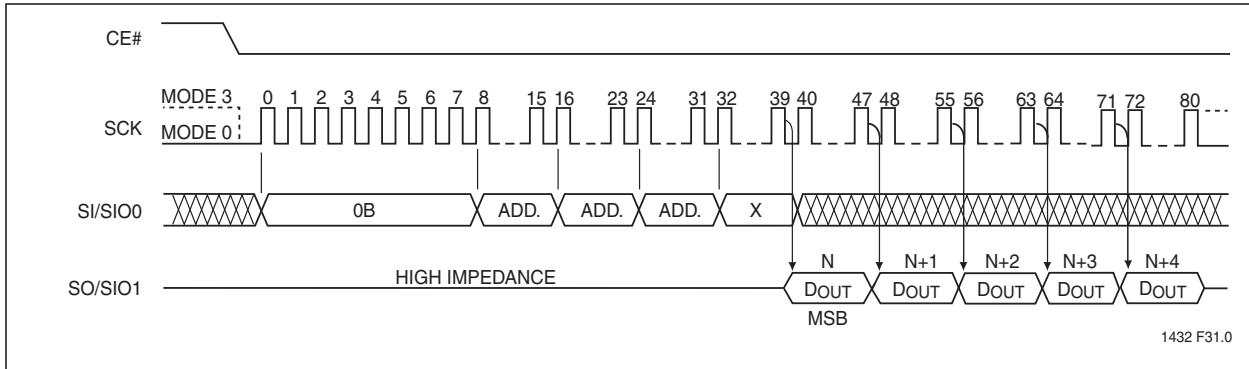 CE#
MODE 3
0 1 2 3 4 5 6 7 8 15 16 23 24 31 32 39 40 47 48 55 56 63 64 71 72 80
SCK
MODE 0
SI/SIO0
0B ADD. ADD. ADD. X
N N+1 N+2 N+3 N+4
HIGH IMPEDANCE
SO/SIO1
DOUT DOUT DOUT DOUT DOUT
MSB
1432 F31.0